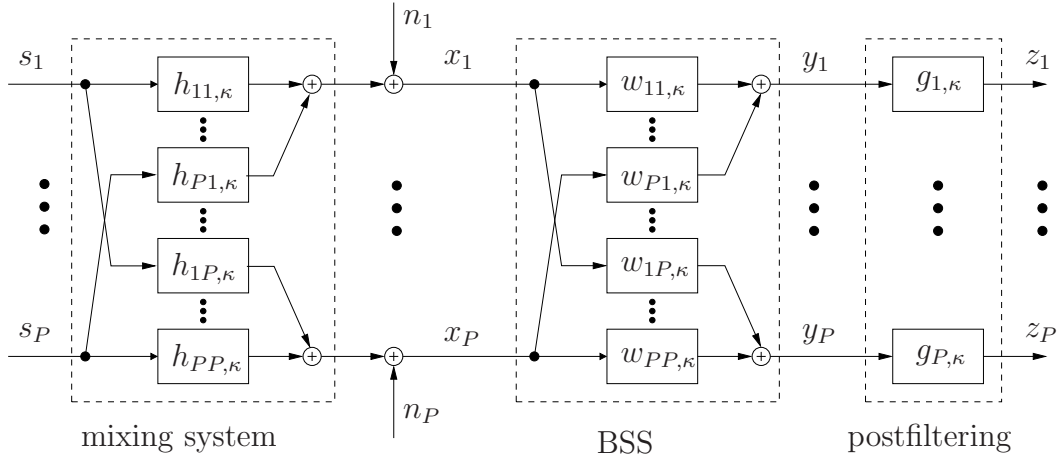 n_1
s_1 x_1 y_1 z_1
h_{11,κ} w_{11,κ} g_{1,κ}
h_{P1,κ} w_{P1,κ}
h_{1P,κ} w_{1P,κ}
s_P x_P y_P z_P
h_{PP,κ} w_{PP,κ} g_{P,κ}
n_P
mixing system BSS postfiltering